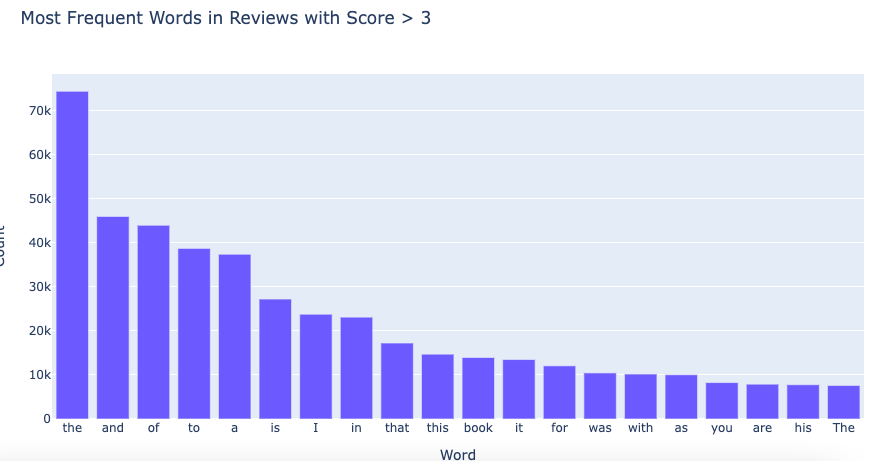 Most Frequent Words in Reviews with Score > 3
70k
60k
50k
40k
30k
20k
10k
0
Count
the and of to a is I in that this book it for was with as you are his The
Word